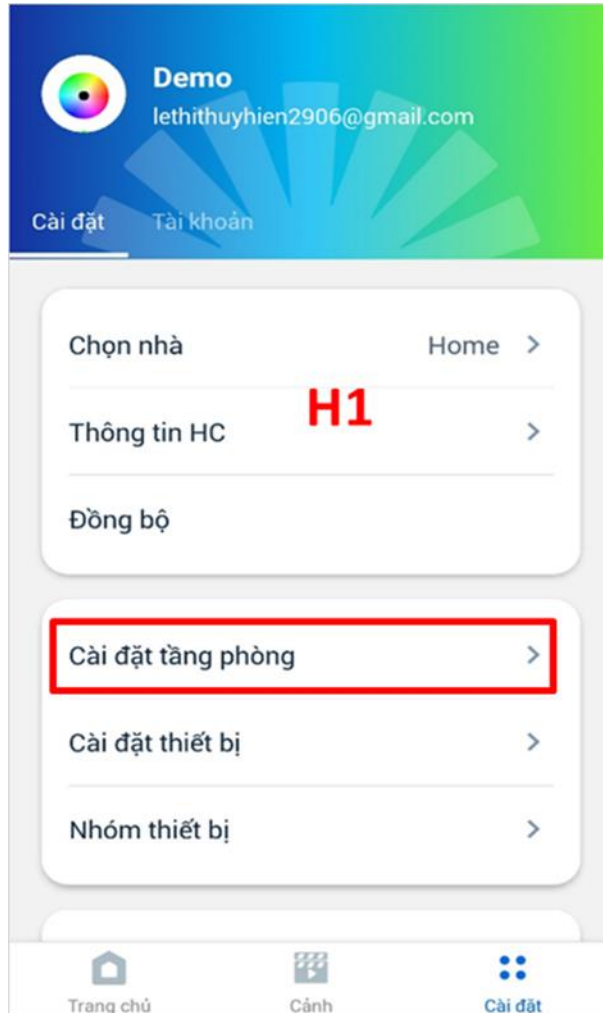 Demo
lethithuyhien2906@gmail.com
Cài đặt Tài khoản
Chọn nhà Home >
H1
Thông tin HC >
Đồng bộ
Cài đặt tầng phòng >
Cài đặt thiết bị >
Nhóm thiết bị >
Trang chủ Cảnh Cài đặt